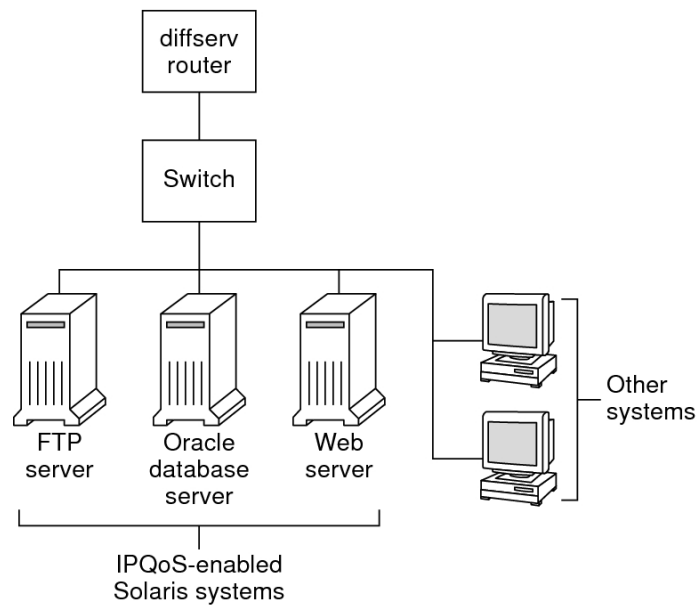 diffserv
router
Switch
FTP
server
Oracle
database
server
Web
server
Other
systems
IPQoS-enabled
Solaris systems